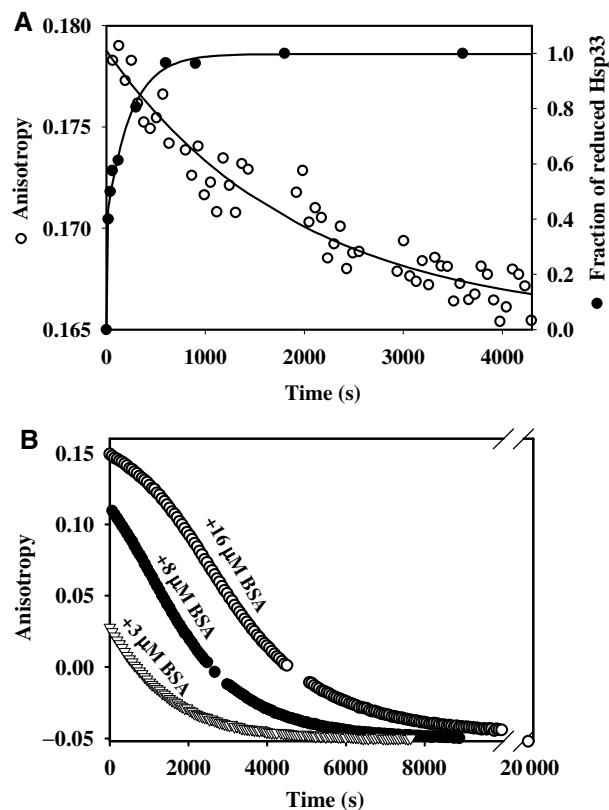 A
0.180
0.175
0.170
0.165
Anisotropy
1.0
0.8
0.6
0.4
0.2
0.0
Fraction of reduced Hsp33
0 1000 2000 3000 4000
Time (s)
B
0.15
0.10
0.05
0.00
−0.05
Anisotropy
+16 μM BSA
+8 μM BSA
+3 μM BSA
0 2000 4000 6000 8000 20 000
Time (s)